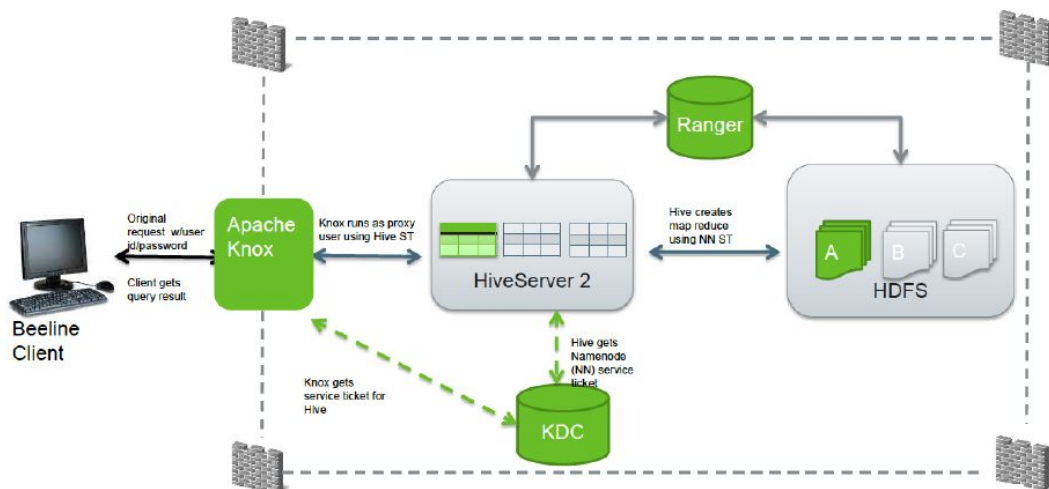 Ranger
Apache
Knox
Original
request w/user
id/password
Client gets
query result
Knox runs as proxy
user using Hive ST
Hive creates
map reduce
using NN ST
A
B
C
HiveServer 2
HDFS
Beeline
Client
Hive gets
Namenode
(NN) service
ticket
Knox gets
service ticket for
Hive
KDC